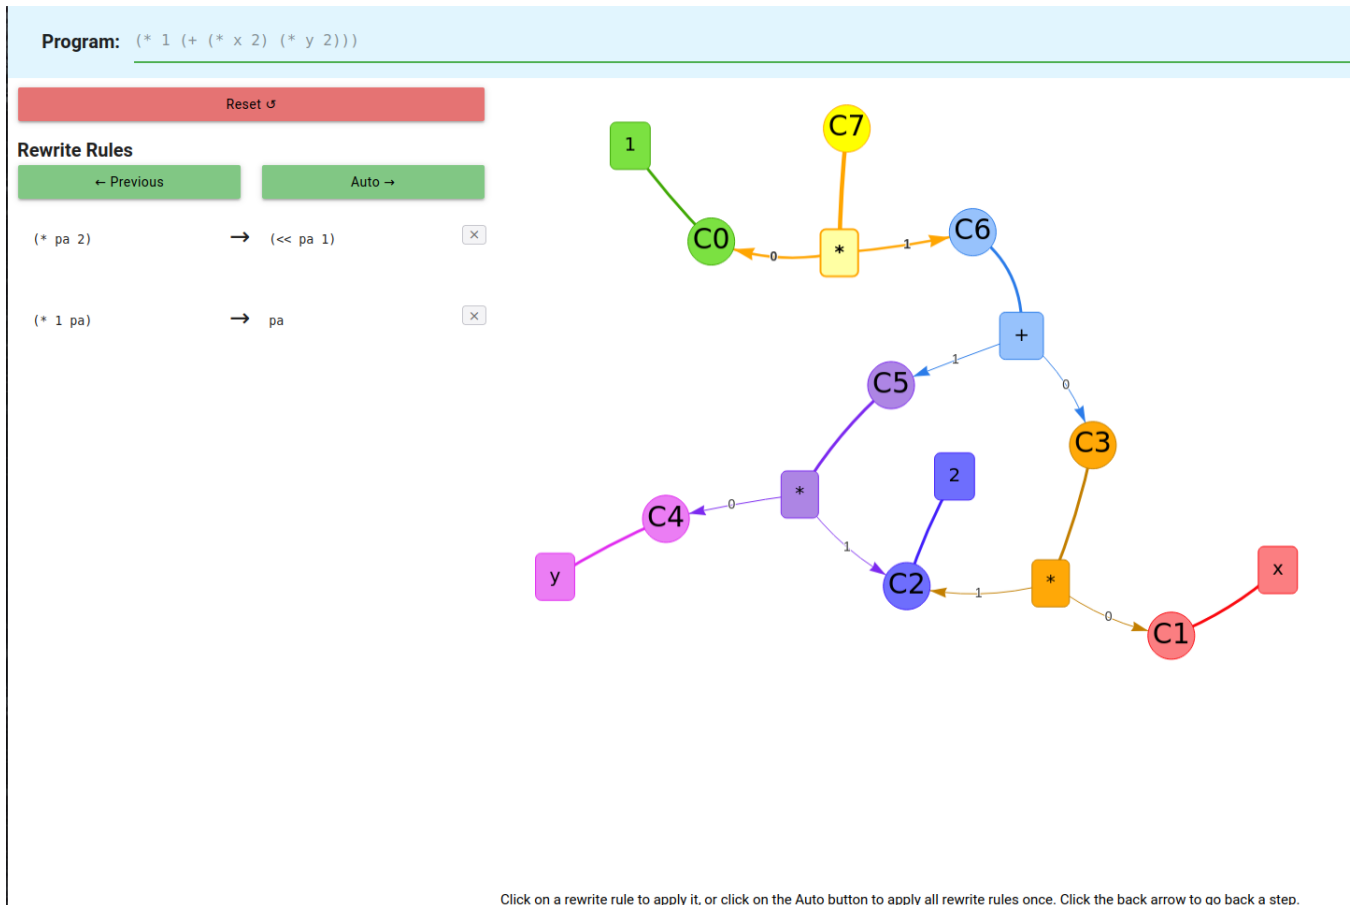 Program: (* 1 (+ (* x 2) (* y 2)))
Reset ↺
Rewrite Rules
← Previous
Auto →
(* pa 2) → (<< pa 1) ×
(* 1 pa) → pa ×
1
C7
C0
0
*
1
C6
+
1
0
C5
C3
2
*
0
C4
1
y
C2
1
*
0
x
C1
Click on a rewrite rule to apply it, or click on the Auto button to apply all rewrite rules once. Click the back arrow to go back a step.